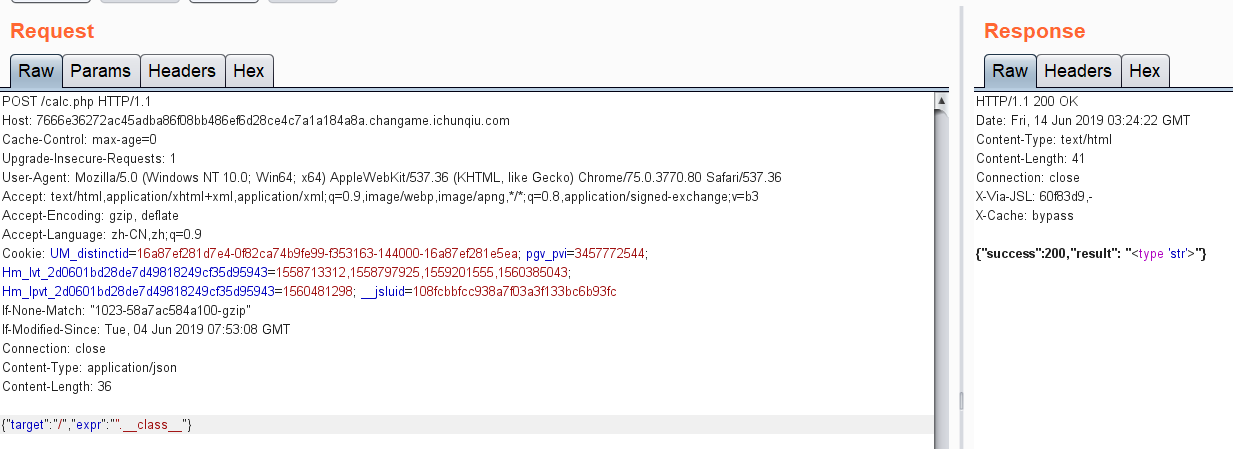 Request
Raw Params Headers Hex
POST /calc.php HTTP/1.1
Host: 7666e36272ac45adba86f08bb486ef6d28ce4c7a1a184a8a.changame.ichunqiu.com
Cache-Control: max-age=0
Upgrade-Insecure-Requests: 1
User-Agent: Mozilla/5.0 (Windows NT 10.0; Win64; x64) AppleWebKit/537.36 (KHTML, like Gecko) Chrome/75.0.3770.80 Safari/537.36
Accept: text/html,application/xhtml+xml,application/xml;q=0.9,image/webp,image/apng,*/*;q=0.8,application/signed-exchange;v=b3
Accept-Encoding: gzip, deflate
Accept-Language: zh-CN,zh;q=0.9
Cookie: UM_distinctid=16a87ef281d7e4-0f82ca74b9fe99-f353163-144000-16a87ef281e5ea; pgv_pvi=3457772544;
Hm_lvt_2d0601bd28de7d49818249cf35d95943=1558713312,1558797925,1559201555,1560385043;
Hm_lpvt_2d0601bd28de7d49818249cf35d95943=1560481298; __jsluid=108fcbbfcc938a7f03a3f133bc6b93fc
If-None-Match: "1023-58a7ac584a100-gzip"
If-Modified-Since: Tue, 04 Jun 2019 07:53:08 GMT
Connection: close
Content-Type: application/json
Content-Length: 36
{"target":"/","expr":"".__class__"}
Response
Raw Headers Hex
HTTP/1.1 200 OK
Date: Fri, 14 Jun 2019 03:24:22 GMT
Content-Type: text/html
Content-Length: 41
Connection: close
X-Via-JSL: 60f83d9,-
X-Cache: bypass
{"success":200,"result": "<type 'str'>"}